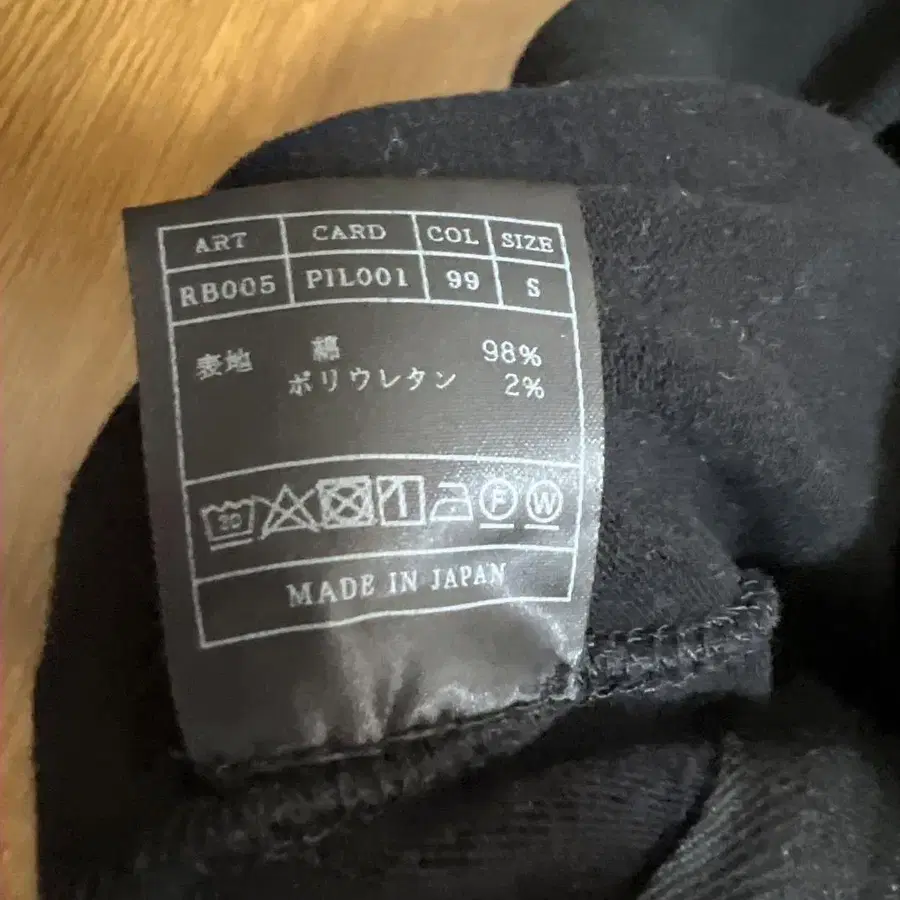 ART CARD COL SIZE
RB005 PIL001 99 S
表地 綿 98%
ポリウレタン 2%
30 F W
MADE IN JAPAN